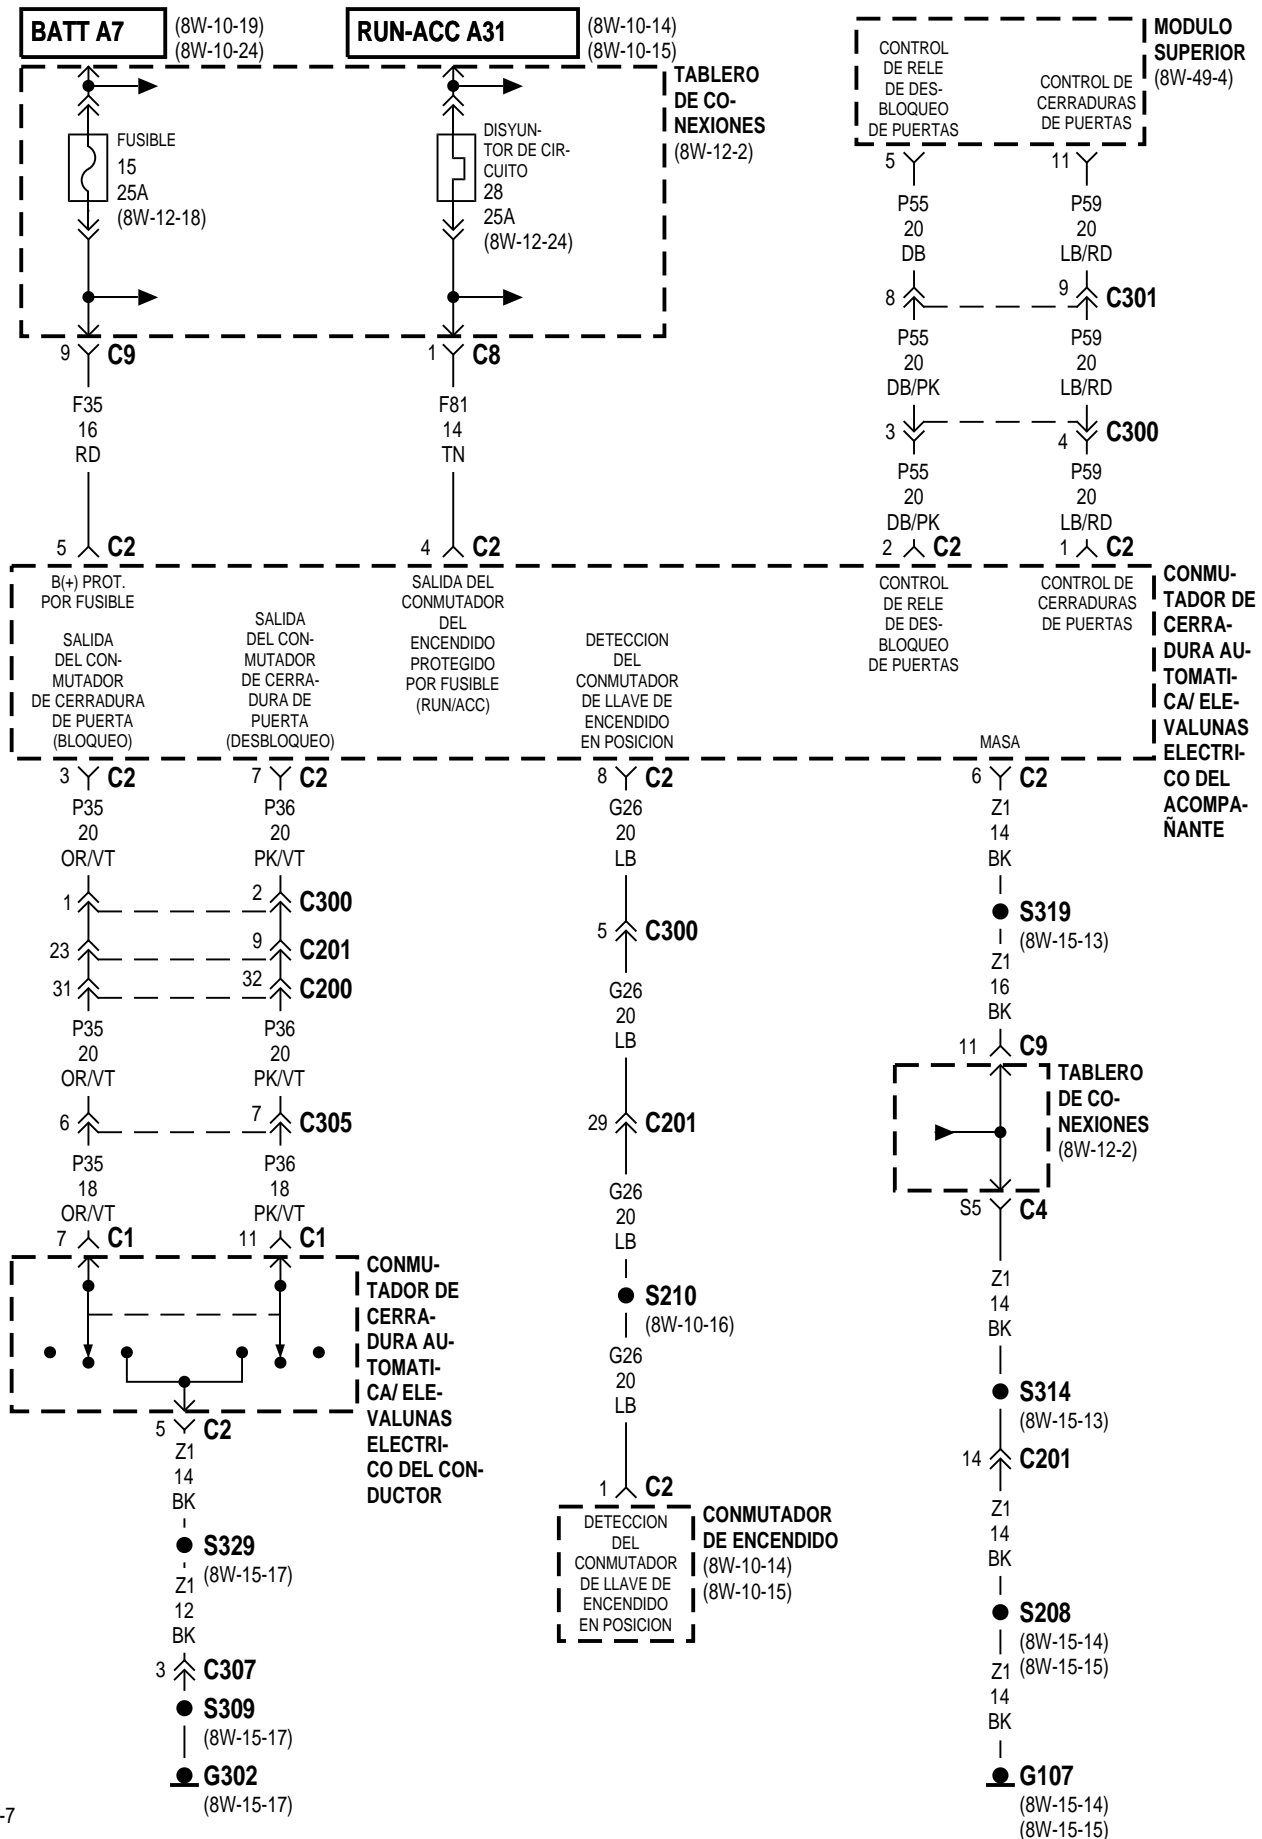 BATT A7
(8W-10-19)
(8W-10-24)
RUN-ACC A31
(8W-10-14)
(8W-10-15)
TABLERO
DE CO-
NEXIONES
(8W-12-2)
FUSIBLE
15
25A
(8W-12-18)
DISYUN-
TOR DE CIR-
CUITO
28
25A
(8W-12-24)
CONTROL
DE RELE
DE DES-
BLOQUEO
DE PUERTAS
CONTROL DE
CERRADURAS
DE PUERTAS
MODULO
SUPERIOR
(8W-49-4)
5
11
P55
20
DB
P59
20
LB/RD
8
9
C301
P55
20
DB/PK
P59
20
LB/RD
3
4
C300
P55
20
DB/PK
P59
20
LB/RD
9
C9
1
C8
F35
16
RD
F81
14
TN
5
C2
4
C2
2
C2
1
C2
B(+) PROT.
POR FUSIBLE
SALIDA
DEL CON-
MUTADOR
DE CERRADURA
DE PUERTA
(BLOQUEO)
SALIDA
DEL CON-
MUTADOR
DE CERRA-
DURA DE
PUERTA
(DESBLOQUEO)
SALIDA DEL
CONMUTADOR
DEL
ENCENDIDO
PROTEGIDO
POR FUSIBLE
(RUN/ACC)
DETECCION
DEL
CONMUTADOR
DE LLAVE DE
ENCENDIDO
EN POSICION
CONTROL
DE RELE
DE DES-
BLOQUEO
DE PUERTAS
CONTROL DE
CERRADURAS
DE PUERTAS
MASA
CONMU-
TADOR DE
CERRA-
DURA AU-
TOMATI-
CA/ ELE-
VALUNAS
ELECTRI-
CO DEL
ACOMPA-
ÑANTE
3
C2
7
C2
8
C2
6
C2
P35
20
OR/VT
P36
20
PK/VT
G26
20
LB
Z1
14
BK
1
2
C300
23
9
C201
31
32
C200
P35
20
OR/VT
P36
20
PK/VT
6
7
C305
P35
18
OR/VT
P36
18
PK/VT
7
C1
11
C1
CONMU-
TADOR DE
CERRA-
DURA AU-
TOMATI-
CA/ ELE-
VALUNAS
ELECTRI-
CO DEL CON-
DUCTOR
5
C2
Z1
14
BK
S329
(8W-15-17)
Z1
12
BK
3
C307
S309
(8W-15-17)
G302
(8W-15-17)
5
C300
G26
20
LB
29
C201
G26
20
LB
S210
(8W-10-16)
G26
20
LB
1
C2
DETECCION
DEL
CONMUTADOR
DE LLAVE DE
ENCENDIDO
EN POSICION
CONMUTADOR
DE ENCENDIDO
(8W-10-14)
(8W-10-15)
S319
(8W-15-13)
Z1
16
BK
11
C9
TABLERO
DE CO-
NEXIONES
(8W-12-2)
S5
C4
Z1
14
BK
S314
(8W-15-13)
14
C201
Z1
14
BK
S208
(8W-15-14)
(8W-15-15)
Z1
14
BK
G107
(8W-15-14)
(8W-15-15)
-7